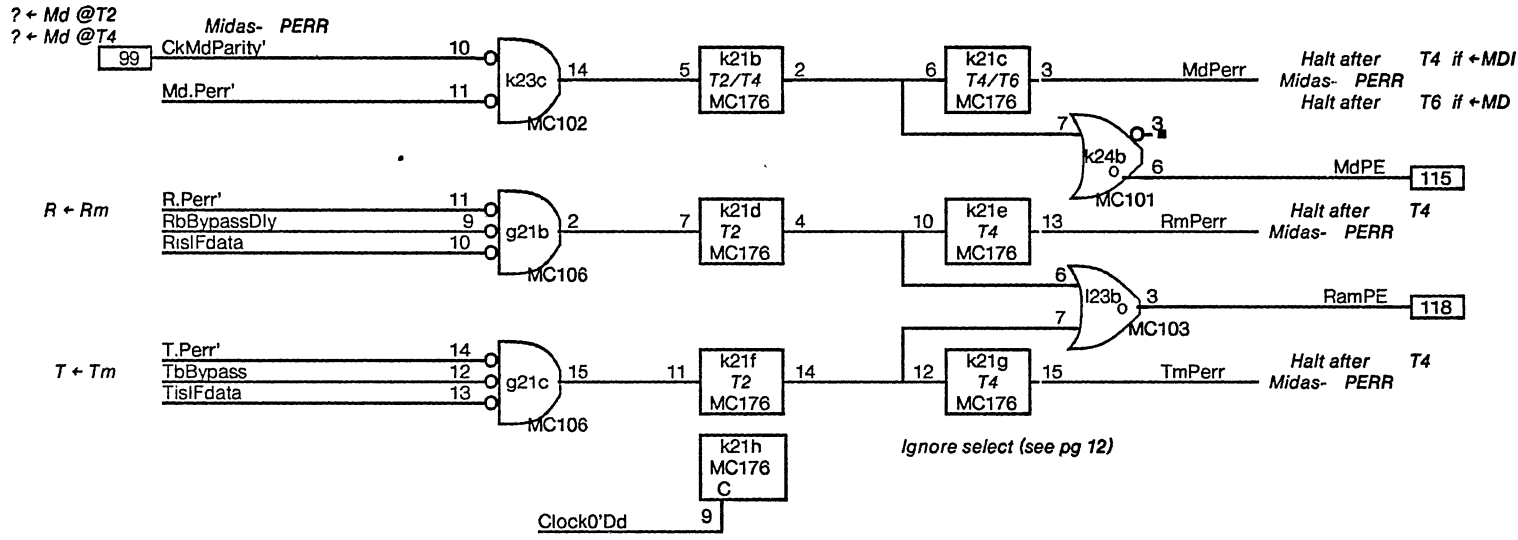 ? ← Md @T2
? ← Md @T4
Midas- PERR
99
CkMdParity'
10
Md.Perr'
11
k23c
MC102
14
5
k21b
T2/T4
MC176
2
6
k21c
T4/T6
MC176
3
MdPerr
Halt after T4 if ←MDI
Midas- PERR
Halt after T6 if ←MD
7
k24b
MC101
3
6
MdPE
115
R ← Rm
R.Perr'
11
RbBypassDly
9
RisIFdata
10
g21b
MC106
2
7
k21d
T2
MC176
4
10
k21e
T4
MC176
13
RmPerr
Halt after T4
Midas- PERR
6
7
l23b
MC103
3
RamPE
118
T ← Tm
T.Perr'
14
TbBypass
12
TisIFdata
13
g21c
MC106
15
11
k21f
T2
MC176
14
12
k21g
T4
MC176
15
TmPerr
Halt after T4
Midas- PERR
Ignore select (see pg 12)
k21h
MC176
C
9
Clock0'Dd